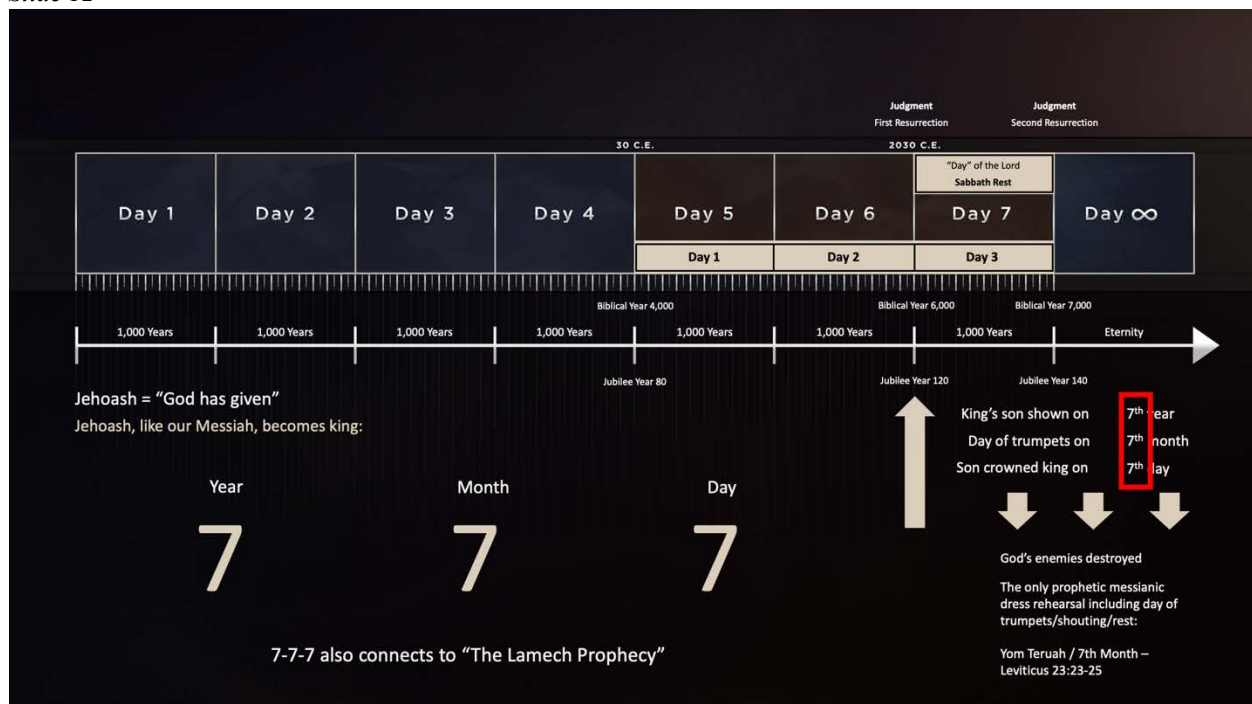 Judgment Judgment
First Resurrection Second Resurrection
30 C.E. 2030 C.E.
"Day" of the Lord
Sabbath Rest
Day 1 Day 2 Day 3 Day 4 Day 5 Day 6 Day 7 Day ∞
Day 1 Day 2 Day 3
Biblical Year 4,000 Biblical Year 6,000 Biblical Year 7,000
1,000 Years 1,000 Years 1,000 Years 1,000 Years 1,000 Years 1,000 Years 1,000 Years Eternity
Jubilee Year 80 Jubilee Year 120 Jubilee Year 140
Jehoash = "God has given"
Jehoash, like our Messiah, becomes king:
King's son shown on 7th year
Day of trumpets on 7th month
Son crowned king on 7th day
Year Month Day
7 7 7
God's enemies destroyed
The only prophetic messianic
dress rehearsal including day of
trumpets/shouting/rest:
Yom Teruah / 7th Month –
Leviticus 23:23-25
7-7-7 also connects to "The Lamech Prophecy"